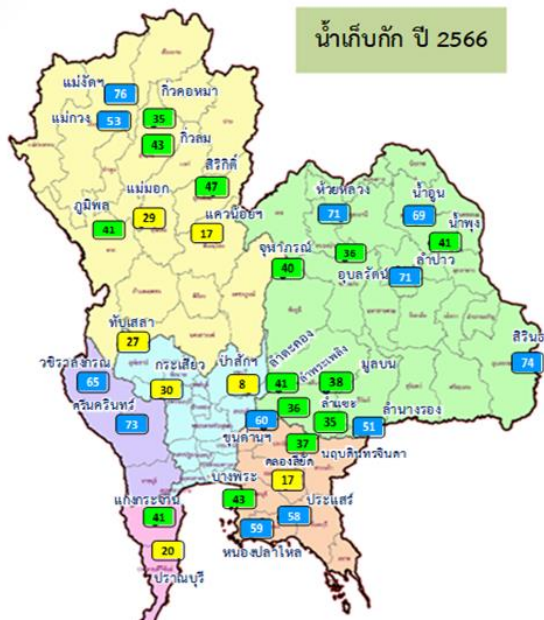 น้ำเก็บกัก ปี 2566
แม่งัดฯ
76
กิ่วคอหมา
35
แม่กวง
53
กิ่วลม
43
สิริกิติ์
47
แม่มอก
29
ภูมิพล
41
แควน้อยฯ
17
ห้วยหลวง
71
น้ำอูน
69
น้ำพุง
41
จุฬาภรณ์
40
36
อุบลรัตน์
ลำปาว
71
ทับเสลา
27
สิรินธร
74
วชิราลงกรณ
65
กระเสียว
30
ป่าสักฯ
8
ลำตะคอง
41
ลำพระเพลิง
36
มูลบน
38
ศรีนครินทร์
73
ลำแชะ
35
ลำนางรอง
51
60
ขุนด่านฯ
37
นฤบดินทรจินดา
คลองสียัด
17
บางพระ
43
ประแสร์
58
แก่งกระจาน
41
59
หนองปลาไหล
20
ปราณบุรี